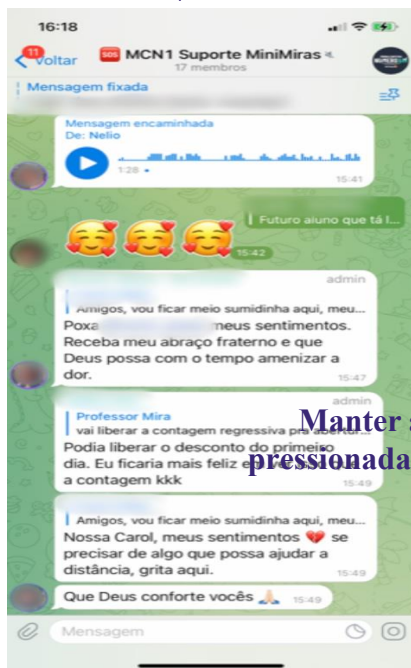 16:18
11
Voltar
SOS MCN1 Suporte MiniMiras
17 membros
Mensagem fixada
Mensagem encaminhada
De: Nelio
1:28
15:41
Futuro aluno que tá l...
15:42
admin
Amigos, vou ficar meio sumidinha aqui, meu...
Poxa meus sentimentos.
Receba meu abraço fraterno e que
Deus possa com o tempo amenizar a
dor.
15:47
admin
Professor Mira
vai liberar a contagem regressiva pra
Podia liberar o desconto do primeiro
dia. Eu ficaria mais feliz que
a contagem kkk
15:49
Manter a
pressionada
Amigos, vou ficar meio sumidinha aqui, meu...
Nossa Carol, meus sentimentos 💔 se
precisar de algo que possa ajudar a
distância, grita aqui.
15:49
Que Deus conforte vocês 🙏🏻
15:49
Mensagem